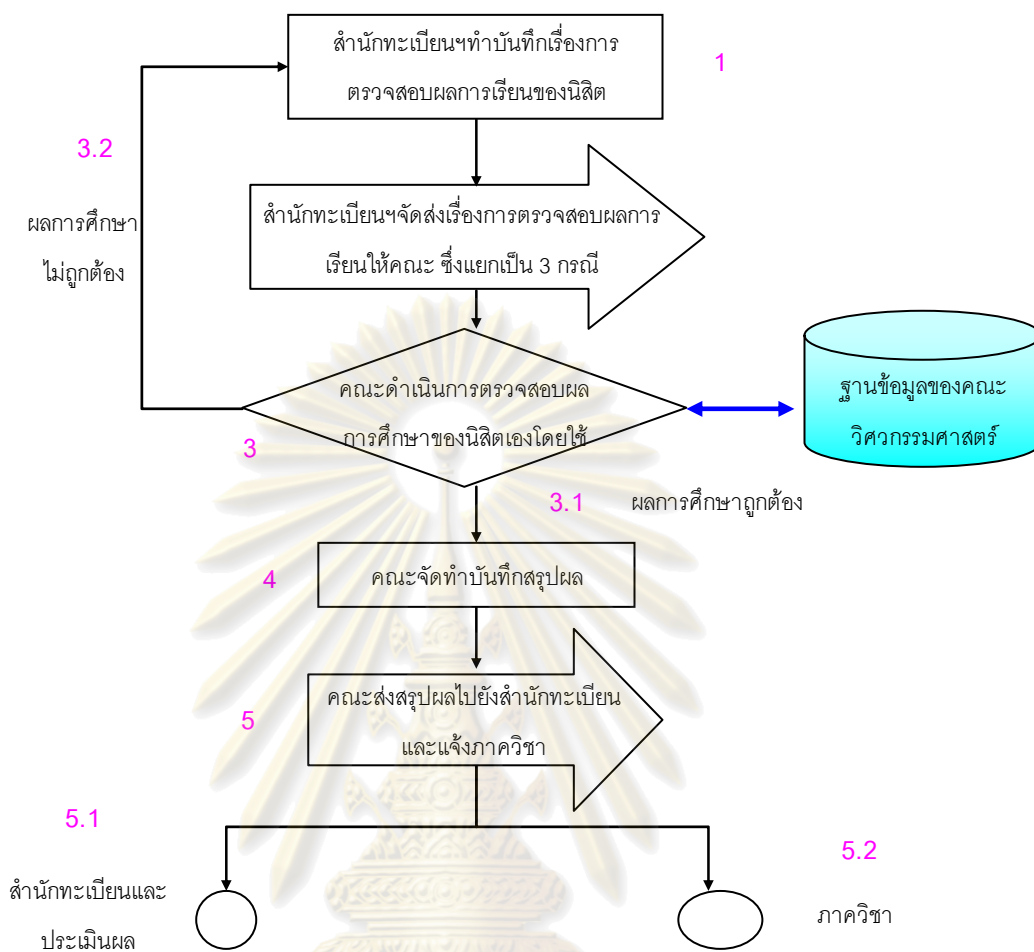 สำนักทะเบียนฯทำบันทึกเรื่องการ
ตรวจสอบผลการเรียนของนิสิต
1
3.2
ผลการศึกษา
ไม่ถูกต้อง
สำนักทะเบียนฯจัดส่งเรื่องการตรวจสอบผลการ
เรียนให้คณะ ซึ่งแยกเป็น 3 กรณี
คณะดำเนินการตรวจสอบผล
การศึกษาของนิสิตเองโดยใช้
3
ฐานข้อมูลของคณะ
วิศวกรรมศาสตร์
3.1
ผลการศึกษาถูกต้อง
4
คณะจัดทำบันทึกสรุปผล
คณะส่งสรุปผลไปยังสำนักทะเบียน
และแจ้งภาควิชา
5
5.1
สำนักทะเบียนและ
ประเมินผล
5.2
ภาควิชา